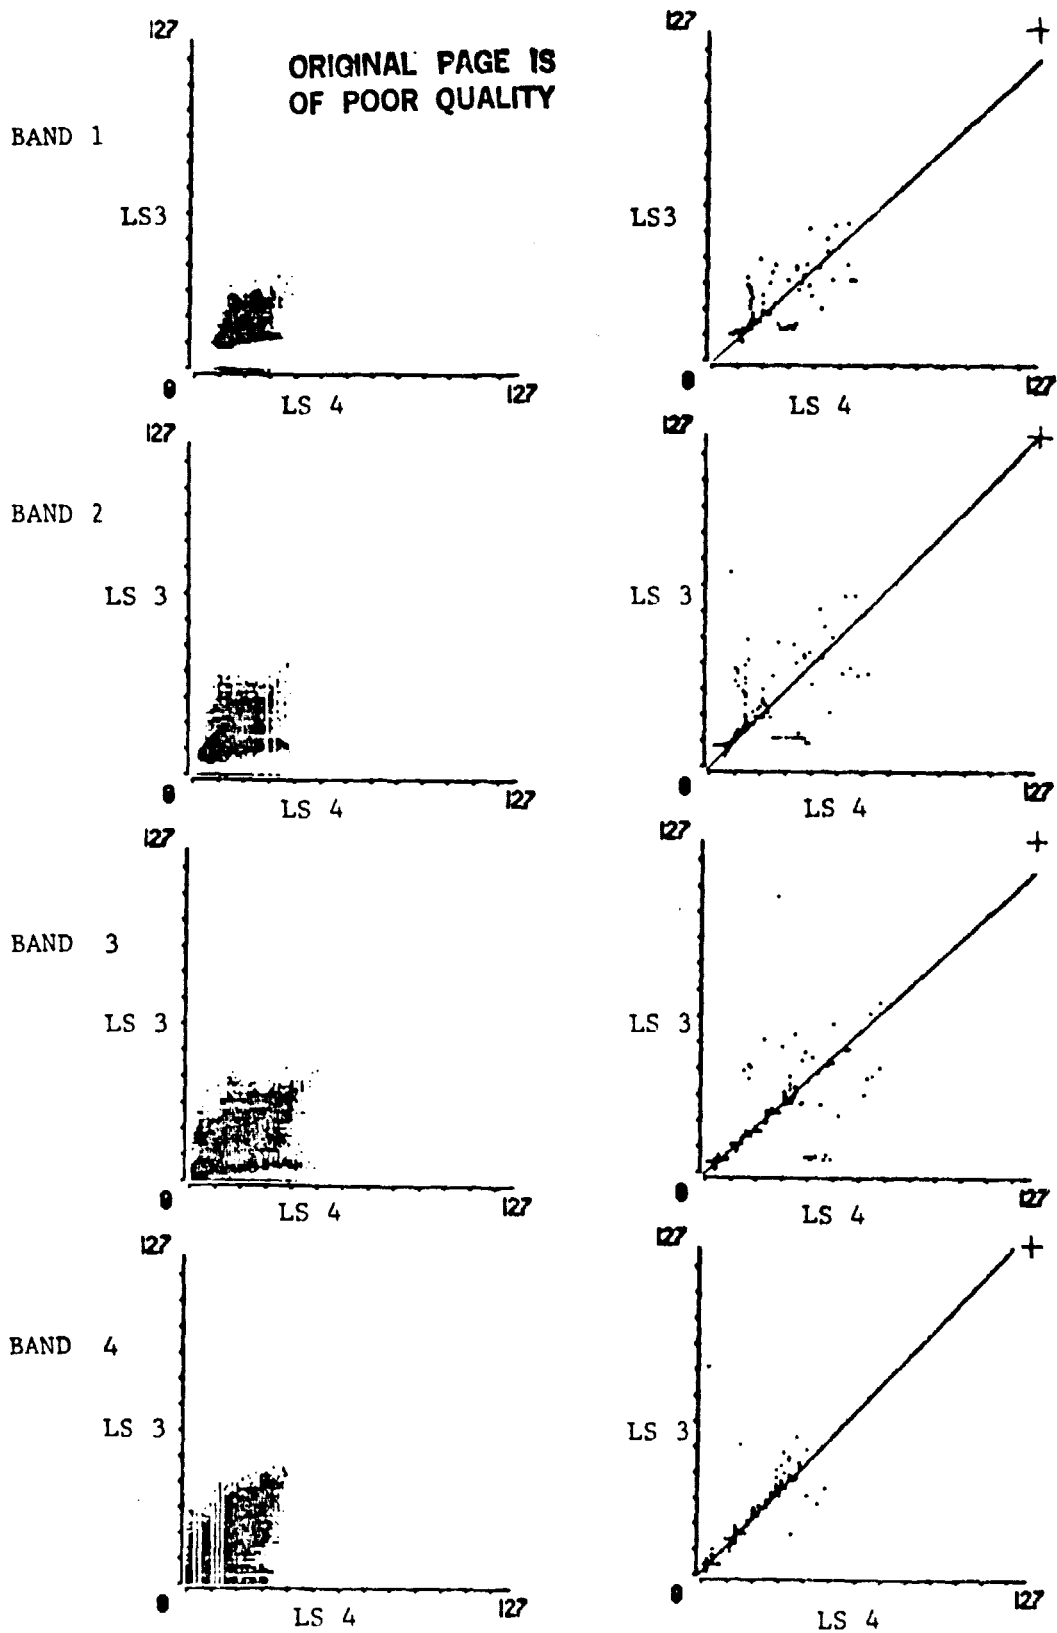 127 127
ORIGINAL PAGE IS
OF POOR QUALITY
BAND 1
LS3 LS3
0 127 0 127
LS 4 LS 4
127 127
BAND 2
LS 3 LS 3
0 127 0 127
LS 4 LS 4
127 127
BAND 3
LS 3 LS 3
0 127 0 127
LS 4 LS 4
127 127
BAND 4
LS 3 LS 3
0 127 0 127
LS 4 LS 4